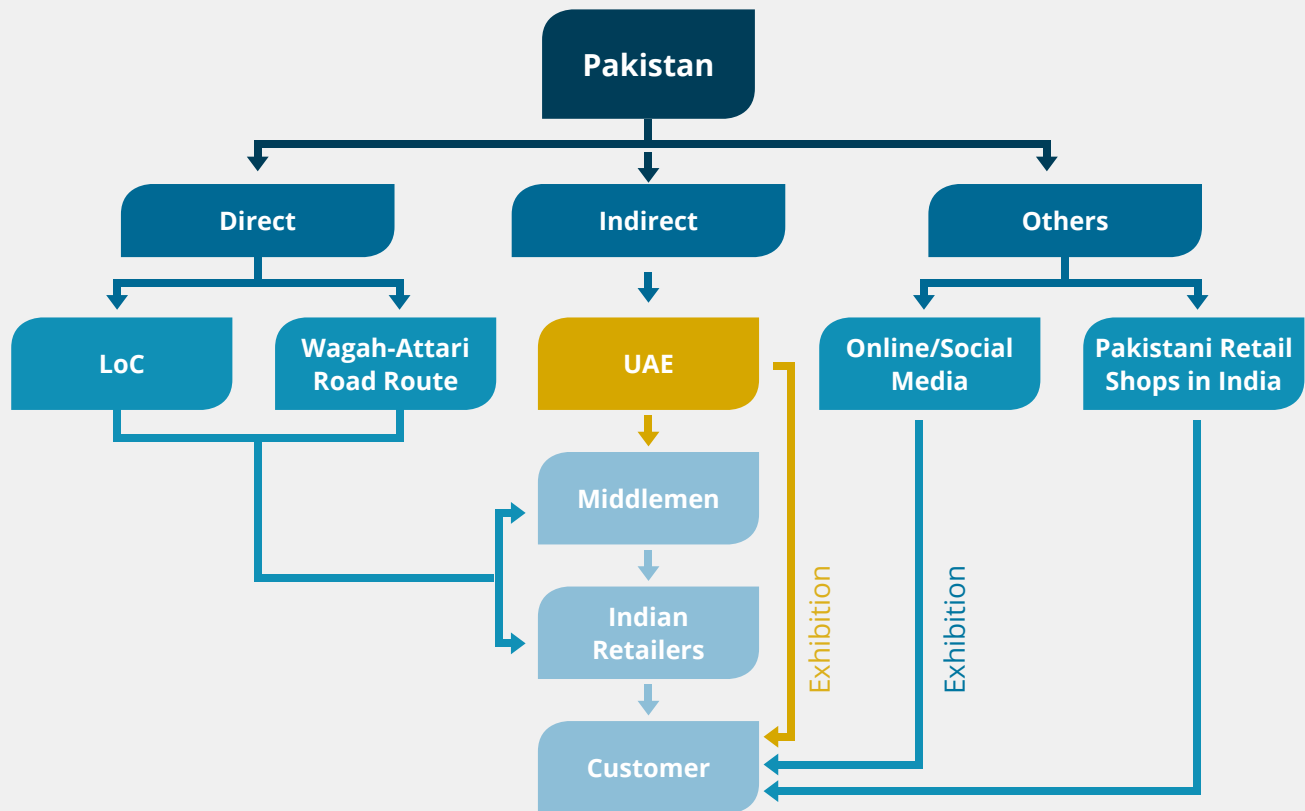 Pakistan
Direct
Indirect
Others
LoC
Wagah-Attari
Road Route
UAE
Online/Social
Media
Pakistani Retail
Shops in India
Middlemen
Indian
Retailers
Exhibition
Exhibition
Customer